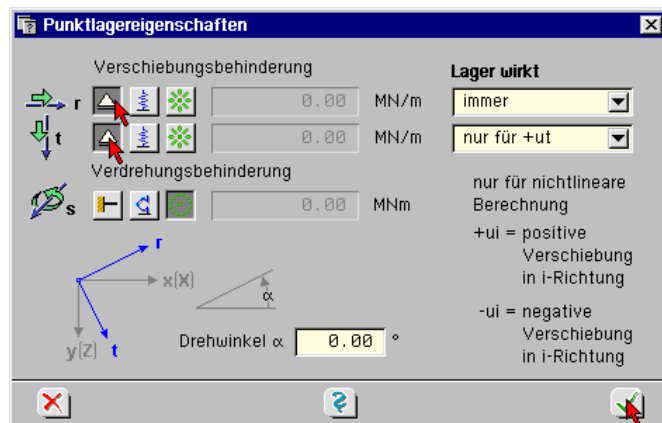 Punktlagereigenschaften
Verschiebungsbehinderung
Lager wirkt
r 0.00 MN/m immer
t 0.00 MN/m nur für +ut
Verdrehungsbehinderung
s 0.00 MNm
nur für nichtlineare
Berechnung
+ui = positive
Verschiebung
in i-Richtung
-ui = negative
Verschiebung
in i-Richtung
r
x(X)
α
y(Z) t
Drehwinkel α 0.00 °